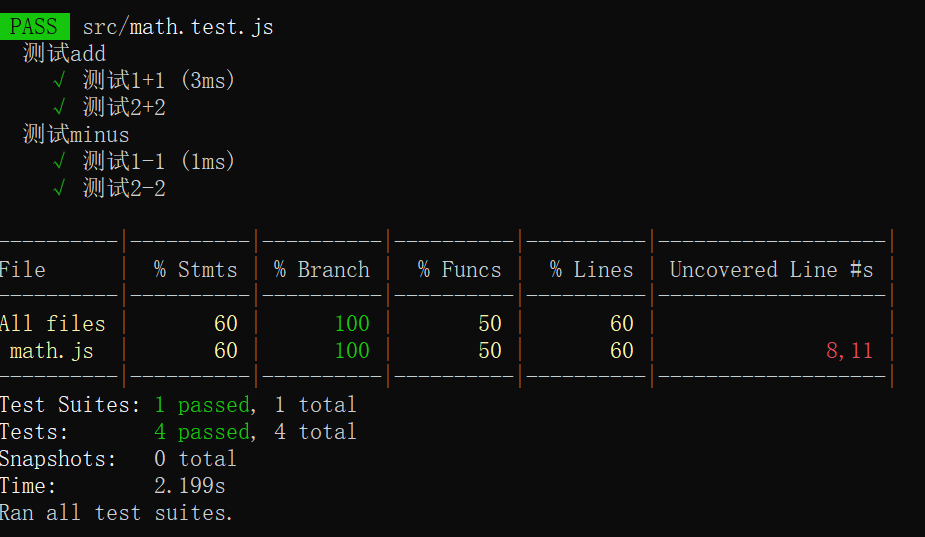 PASS src/math.test.js
测试add
√ 测试1+1 (3ms)
√ 测试2+2
测试minus
√ 测试1-1 (1ms)
√ 测试2-2
----------|----------|----------|----------|----------|-------------------|
File | % Stmts | % Branch | % Funcs | % Lines | Uncovered Line #s |
----------|----------|----------|----------|----------|-------------------|
All files | 60 | 100 | 50 | 60 | |
math.js | 60 | 100 | 50 | 60 | 8,11 |
----------|----------|----------|----------|----------|-------------------|
Test Suites: 1 passed, 1 total
Tests: 4 passed, 4 total
Snapshots: 0 total
Time: 2.199s
Ran all test suites.